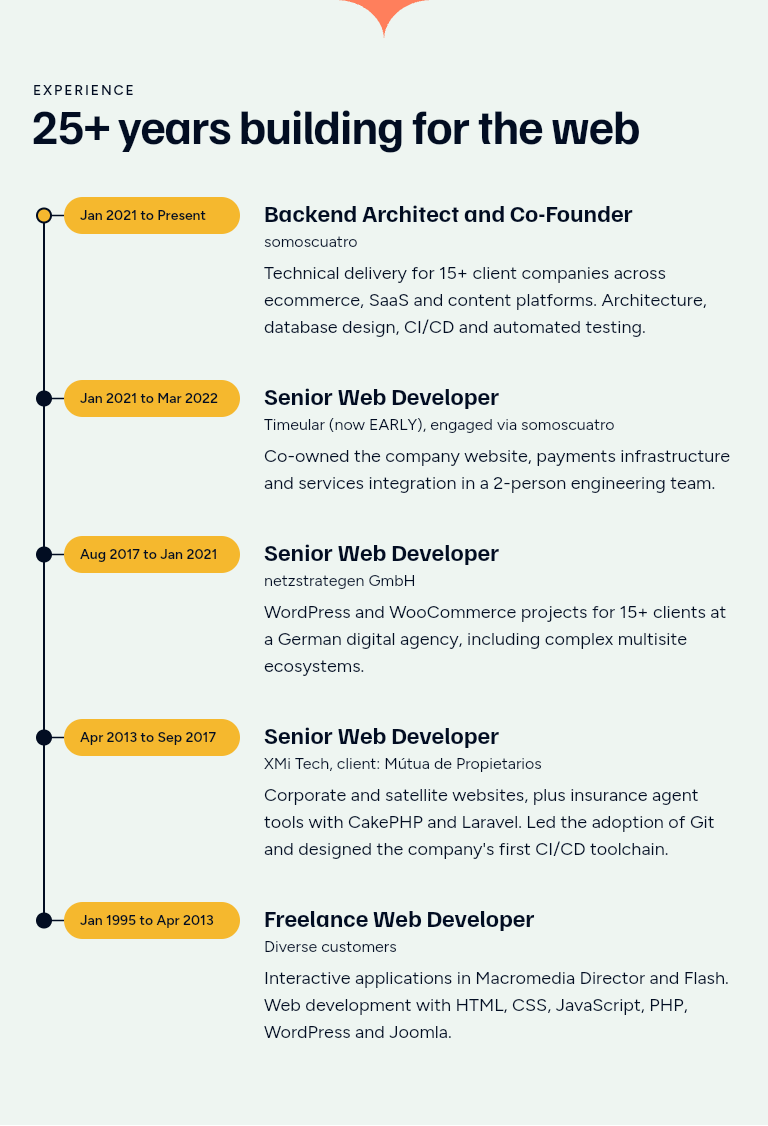 EXPERIENCE
25+ years building for the web
Jan 2021 to Present
Backend Architect and Co-Founder
somoscuatro
Technical delivery for 15+ client companies across
ecommerce, SaaS and content platforms. Architecture,
database design, CI/CD and automated testing.
Jan 2021 to Mar 2022
Senior Web Developer
Timeular (now EARLY), engaged via somoscuatro
Co-owned the company website, payments infrastructure
and services integration in a 2-person engineering team.
Aug 2017 to Jan 2021
Senior Web Developer
netzstrategen GmbH
WordPress and WooCommerce projects for 15+ clients at
a German digital agency, including complex multisite
ecosystems.
Apr 2013 to Sep 2017
Senior Web Developer
XMi Tech, client: Mútua de Propietarios
Corporate and satellite websites, plus insurance agent
tools with CakePHP and Laravel. Led the adoption of Git
and designed the company's first CI/CD toolchain.
Jan 1995 to Apr 2013
Freelance Web Developer
Diverse customers
Interactive applications in Macromedia Director and Flash.
Web development with HTML, CSS, JavaScript, PHP,
WordPress and Joomla.